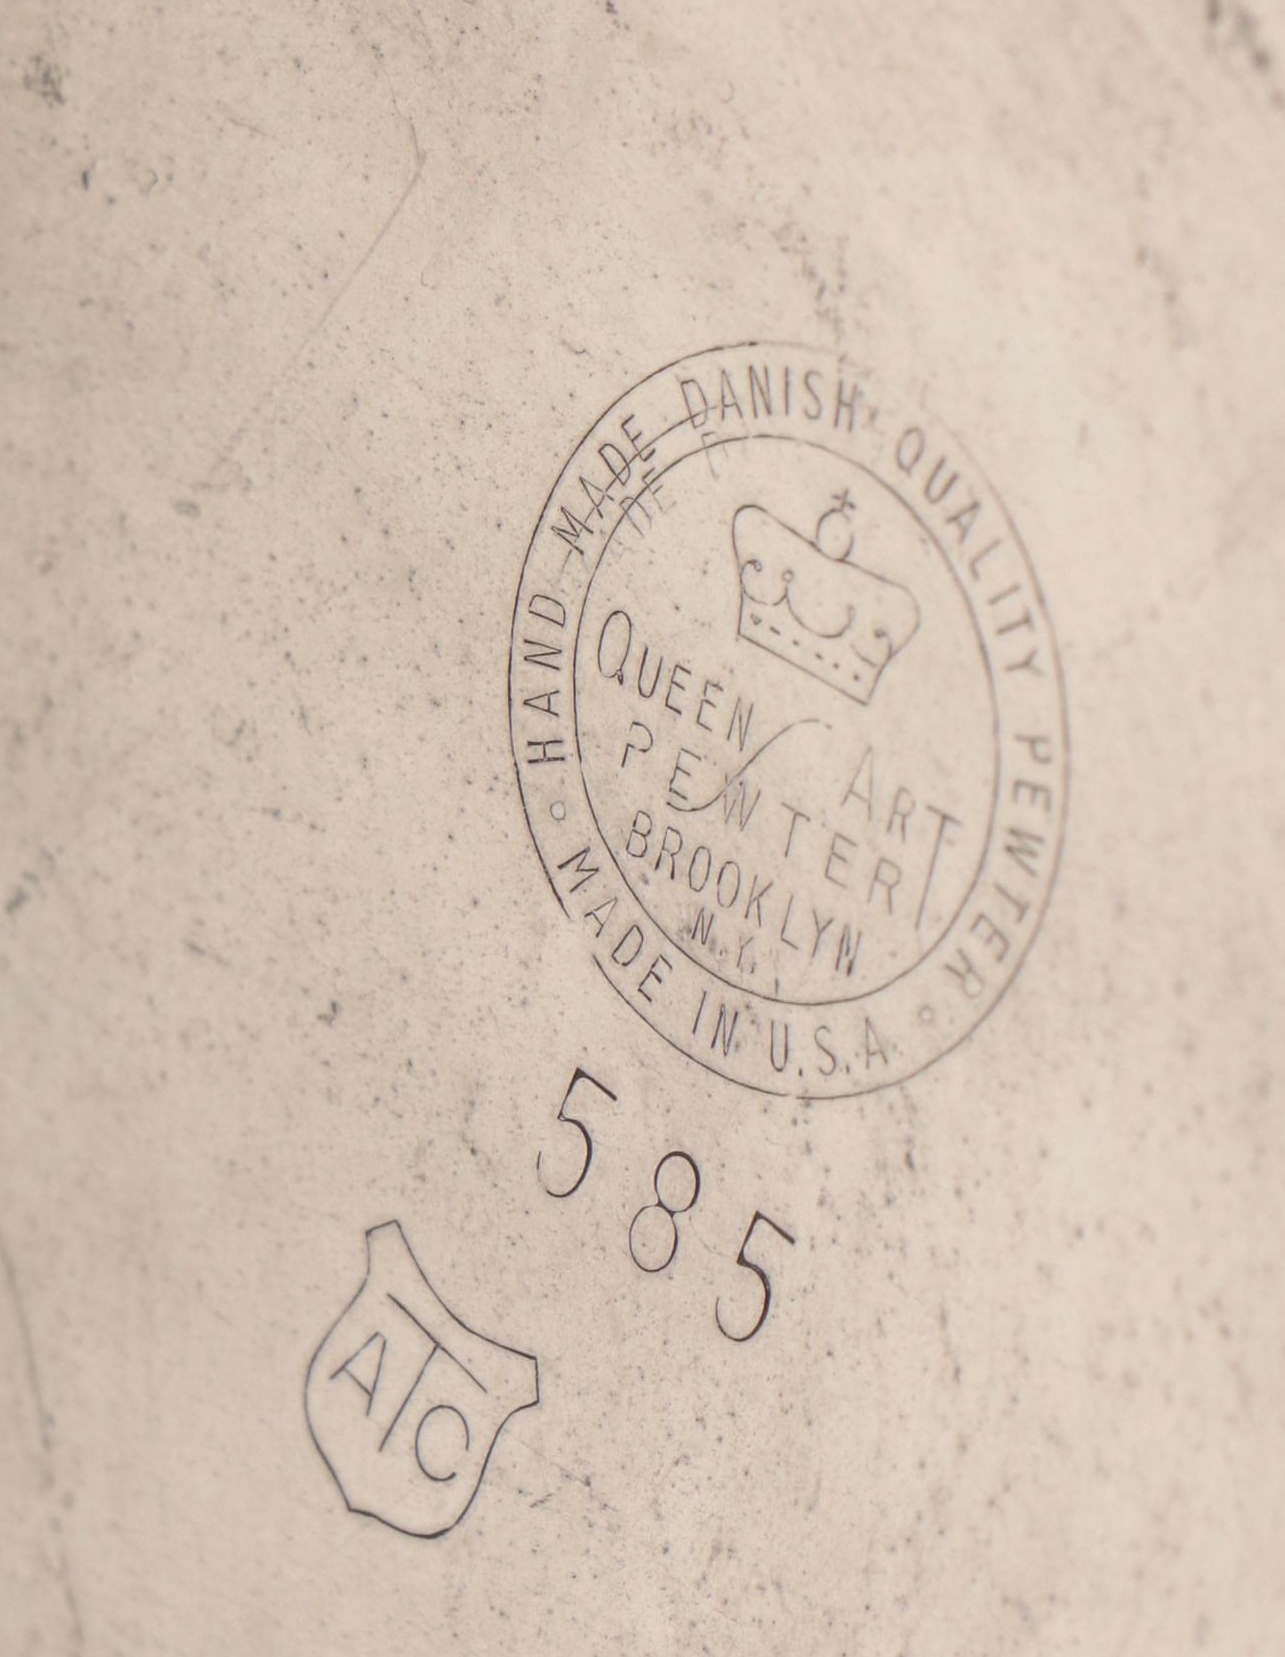 HAND MADE DANISH QUALITY PEWTER
MADE IN U.S.A
QUEEN ART
PEWTER
BROOKLYN
N.Y.
585
ATC